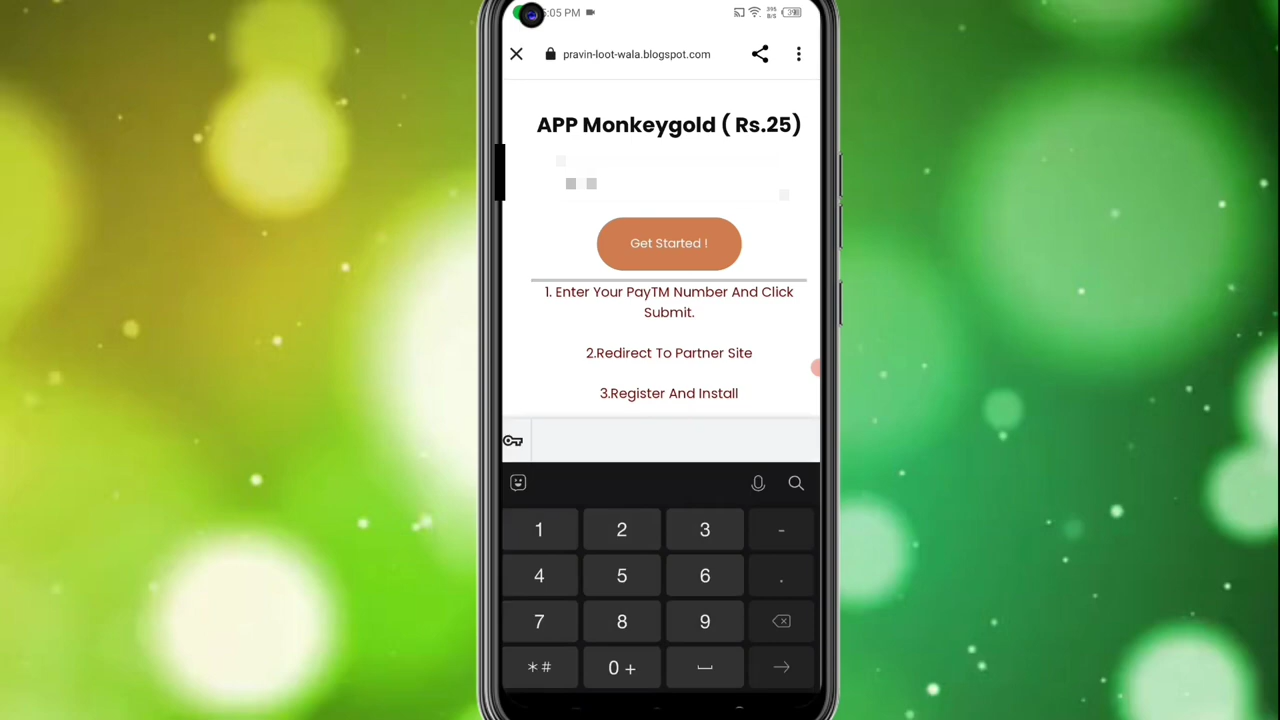 5:05 PM
395
B/S
39
pravin-loot-wala.blogspot.com
APP Monkeygold ( Rs.25)
Get Started !
1. Enter Your PayTM Number And Click
Submit.
2.Redirect To Partner Site
3.Register And Install
1 2 3 -
4 5 6 .
7 8 9
*# 0 +